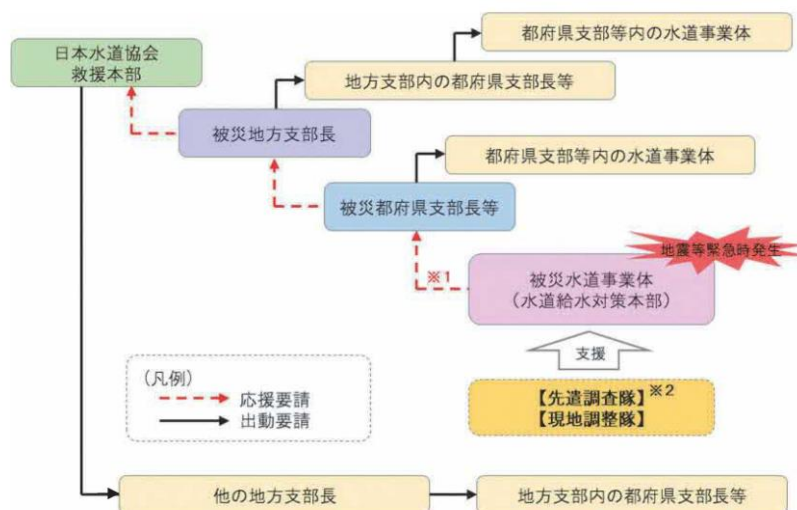 都府県支部等内の水道事業体
日本水道協会
救援本部
地方支部内の都府県支部長等
被災地方支部長
都府県支部等内の水道事業体
被災都府県支部長等
地震等緊急時発生
※1
被災水道事業体
(水道給水対策本部)
支援
(凡例)
応援要請
出動要請
【先遣調査隊】※2
【現地調整隊】
他の地方支部長
地方支部内の都府県支部長等